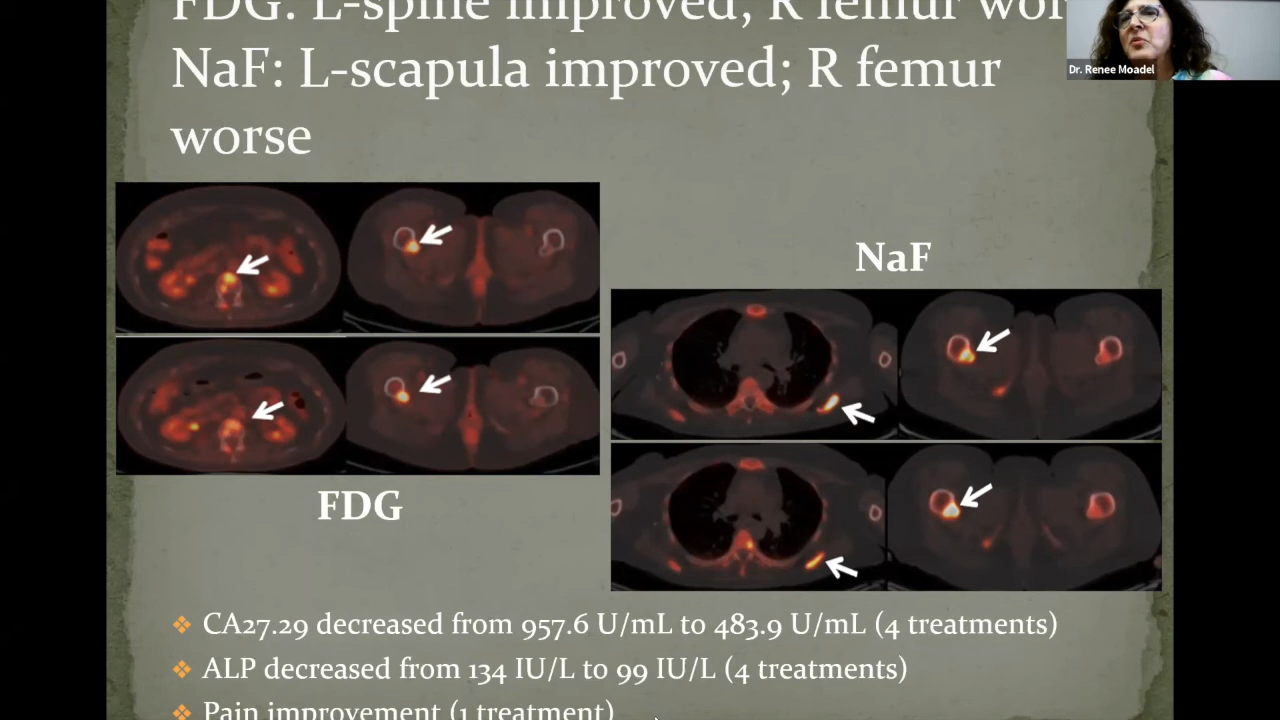 FDG: L-spine improved; R femur wor
NaF: L-scapula improved; R femur
worse
Dr. Renee Moadel
NaF
FDG
❖ CA27.29 decreased from 957.6 U/mL to 483.9 U/mL (4 treatments)
❖ ALP decreased from 134 IU/L to 99 IU/L (4 treatments)
❖ Pain improvement (1 treatment)